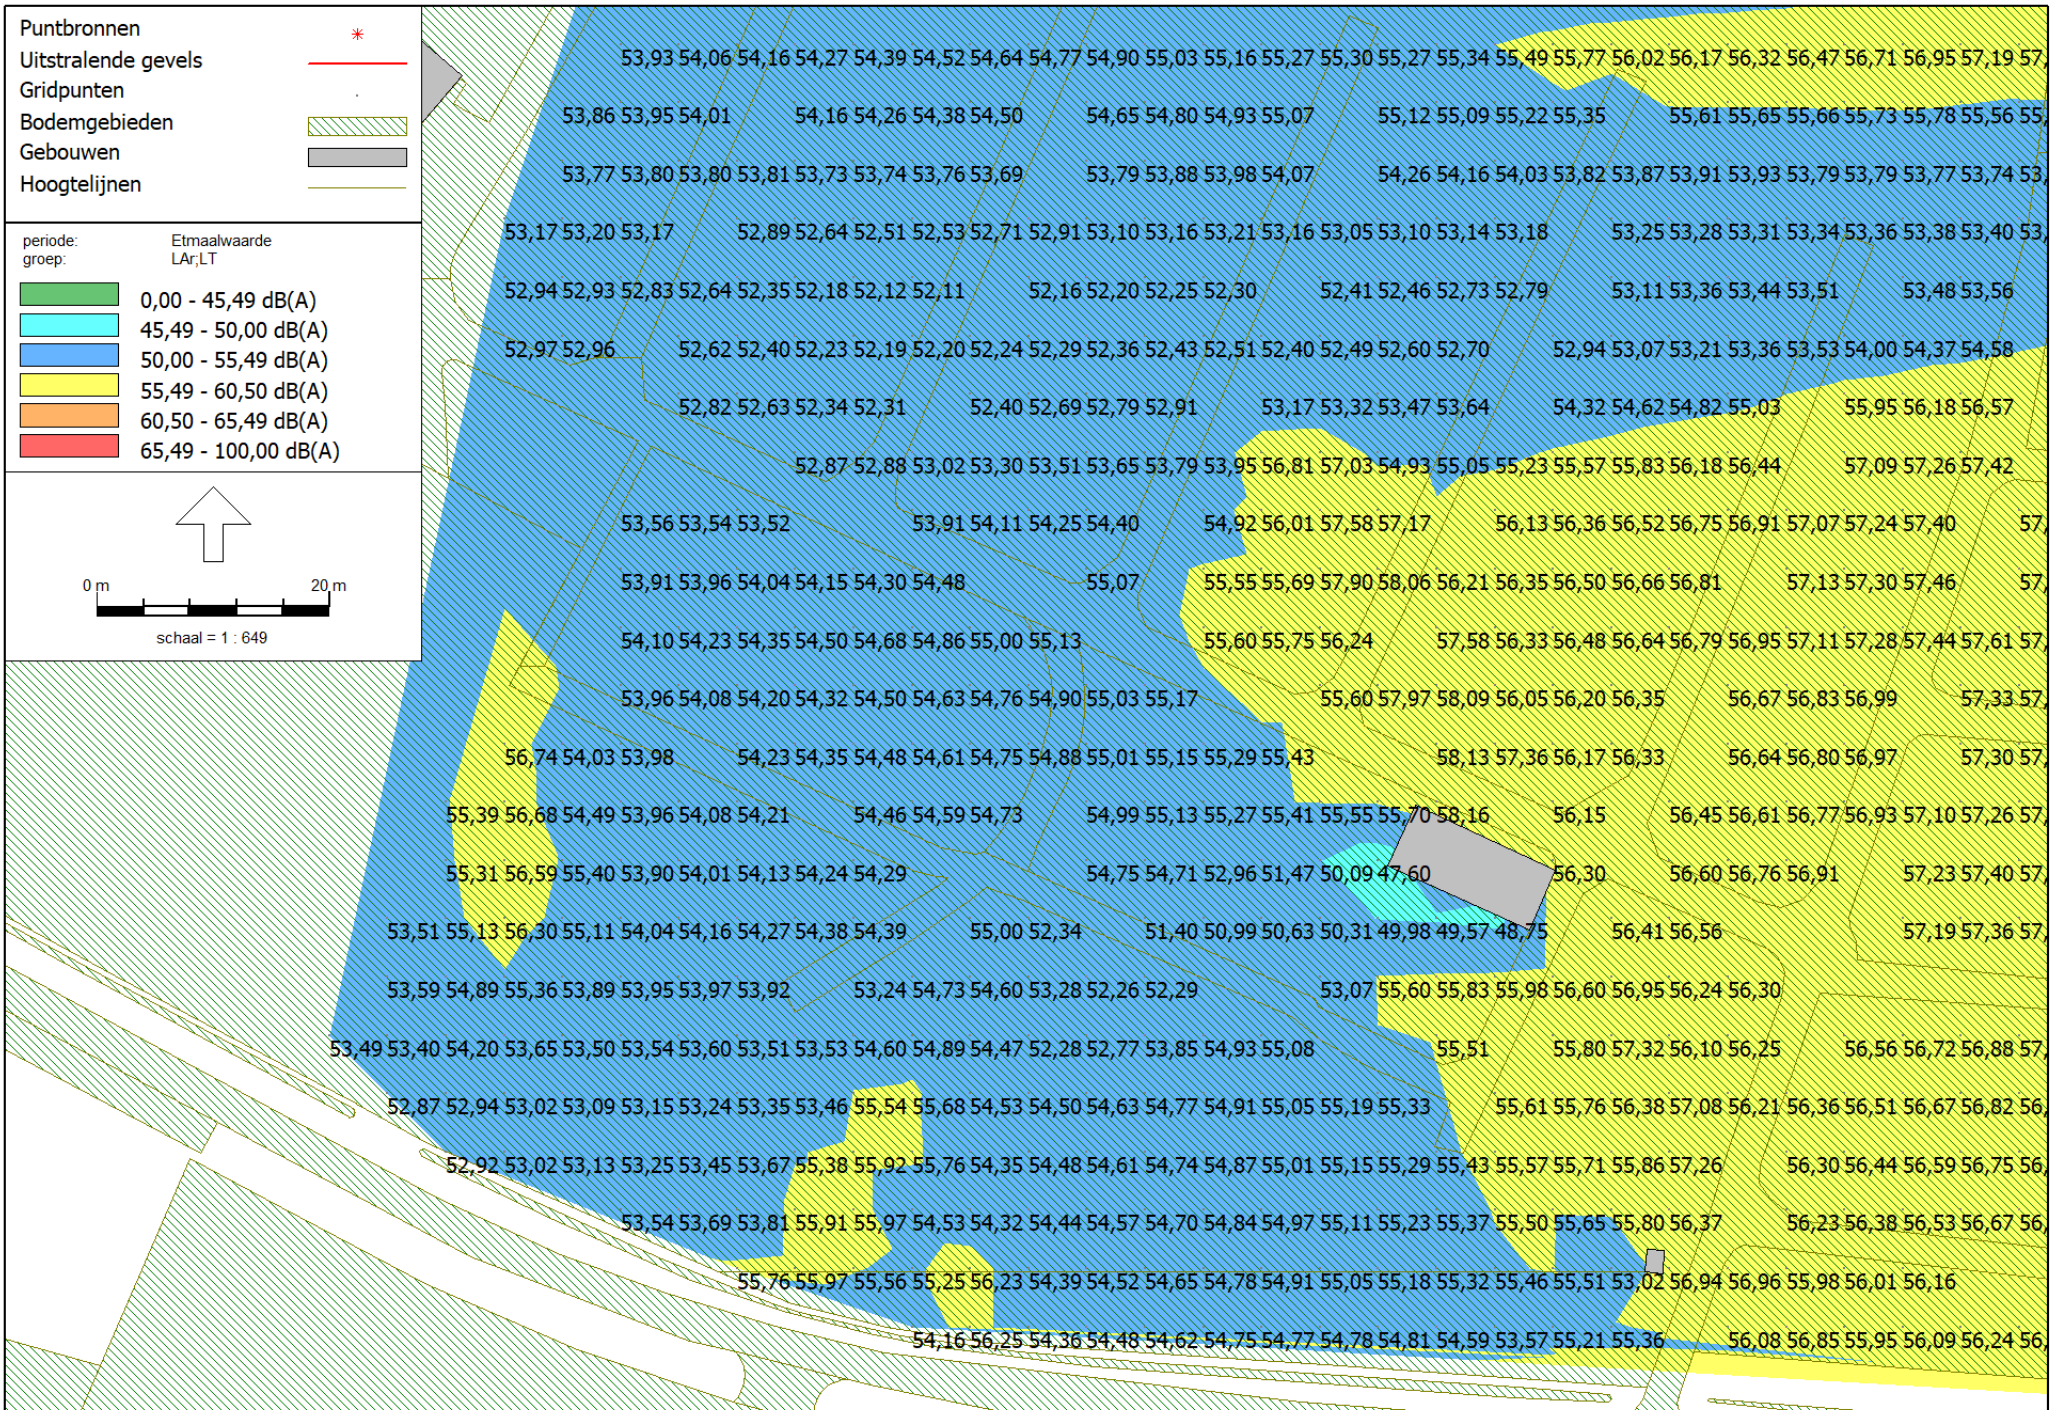 Puntbronnen
Uitstralende gevels
Gridpunten
Bodemgebieden
Gebouwen
Hoogtelijnen
periode: Etmaalwaarde
groep: LAr;LT
0,00 - 45,49 dB(A)
45,49 - 50,00 dB(A)
50,00 - 55,49 dB(A)
55,49 - 60,50 dB(A)
60,50 - 65,49 dB(A)
65,49 - 100,00 dB(A)
0 m 20 m
schaal = 1 : 649
53,93 54,06 54,16 54,27 54,39 54,52 54,64 54,77 54,90 55,03 55,16 55,27 55,30 55,27 55,34 55,49 55,77 56,02 56,17 56,32 56,47 56,71 56,95 57,19 57,
53,86 53,95 54,01 54,16 54,26 54,38 54,50 54,65 54,80 54,93 55,07 55,12 55,09 55,22 55,35 55,61 55,65 55,66 55,73 55,78 55,56 55,
53,77 53,80 53,80 53,81 53,73 53,74 53,76 53,69 53,79 53,88 53,98 54,07 54,26 54,16 54,03 53,82 53,87 53,91 53,93 53,79 53,79 53,77 53,74 53,
53,17 53,20 53,17 52,89 52,64 52,51 52,53 52,71 52,91 53,10 53,16 53,21 53,16 53,05 53,10 53,14 53,18 53,25 53,28 53,31 53,34 53,36 53,38 53,40 53,
52,94 52,93 52,83 52,64 52,35 52,18 52,12 52,11 52,16 52,20 52,25 52,30 52,41 52,46 52,73 52,79 53,11 53,36 53,44 53,51 53,48 53,56
52,97 52,96 52,62 52,40 52,23 52,19 52,20 52,24 52,29 52,36 52,43 52,51 52,40 52,49 52,60 52,70 52,94 53,07 53,21 53,36 53,53 54,00 54,37 54,58
52,82 52,63 52,34 52,31 52,40 52,69 52,79 52,91 53,17 53,32 53,47 53,64 54,32 54,62 54,82 55,03 55,95 56,18 56,57
52,87 52,88 53,02 53,30 53,51 53,65 53,79 53,95 56,81 57,03 54,93 55,05 55,23 55,57 55,83 56,18 56,44 57,09 57,26 57,42
53,56 53,54 53,52 53,91 54,11 54,25 54,40 54,92 56,01 57,58 57,17 56,13 56,36 56,52 56,75 56,91 57,07 57,24 57,40 57,
53,91 53,96 54,04 54,15 54,30 54,48 55,07 55,55 55,69 57,90 58,06 56,21 56,35 56,50 56,66 56,81 57,13 57,30 57,46 57,
54,10 54,23 54,35 54,50 54,68 54,86 55,00 55,13 55,60 55,75 56,24 57,58 56,33 56,48 56,64 56,79 56,95 57,11 57,28 57,44 57,61 57,
53,96 54,08 54,20 54,32 54,50 54,63 54,76 54,90 55,03 55,17 55,60 57,97 58,09 56,05 56,20 56,35 56,67 56,83 56,99 57,33 57,
56,74 54,03 53,98 54,23 54,35 54,48 54,61 54,75 54,88 55,01 55,15 55,29 55,43 58,13 57,36 56,17 56,33 56,64 56,80 56,97 57,30 57,
55,39 56,68 54,49 53,96 54,08 54,21 54,46 54,59 54,73 54,99 55,13 55,27 55,41 55,55 55,70 58,16 56,15 56,45 56,61 56,77 56,93 57,10 57,26 57,
55,31 56,59 55,40 53,90 54,01 54,13 54,24 54,29 54,75 54,71 52,96 51,47 50,09 47,60 56,30 56,60 56,76 56,91 57,23 57,40 57,
53,51 55,13 56,30 55,11 54,04 54,16 54,27 54,38 54,39 55,00 52,34 51,40 50,99 50,63 50,31 49,98 49,57 48,75 56,41 56,56 57,19 57,36 57,
53,59 54,89 55,36 53,89 53,95 53,97 53,92 53,24 54,73 54,60 53,28 52,26 52,29 53,07 55,60 55,83 55,98 56,60 56,95 56,24 56,30
53,49 53,40 54,20 53,65 53,50 53,54 53,60 53,51 53,53 54,60 54,89 54,47 52,28 52,77 53,85 54,93 55,08 55,51 55,80 57,32 56,10 56,25 56,56 56,72 56,88 57,
52,87 52,94 53,02 53,09 53,15 53,24 53,35 53,46 55,54 55,68 54,53 54,50 54,63 54,77 54,91 55,05 55,19 55,33 55,61 55,76 56,38 57,08 56,21 56,36 56,51 56,67 56,82 56,
52,92 53,02 53,13 53,25 53,45 53,67 55,38 55,92 55,76 54,35 54,48 54,61 54,74 54,87 55,01 55,15 55,29 55,43 55,57 55,71 55,86 57,26 56,30 56,44 56,59 56,75 56,
53,54 53,69 53,81 55,91 55,97 54,53 54,32 54,44 54,57 54,70 54,84 54,97 55,11 55,23 55,37 55,50 55,65 55,80 56,37 56,23 56,38 56,53 56,67 56,
55,76 55,97 55,56 55,25 56,23 54,39 54,52 54,65 54,78 54,91 55,05 55,18 55,32 55,46 55,51 53,02 56,94 56,96 55,98 56,01 56,16
54,16 56,25 54,36 54,48 54,62 54,75 54,77 54,78 54,81 54,59 53,57 55,21 55,36 56,08 56,85 55,95 56,09 56,24 56,